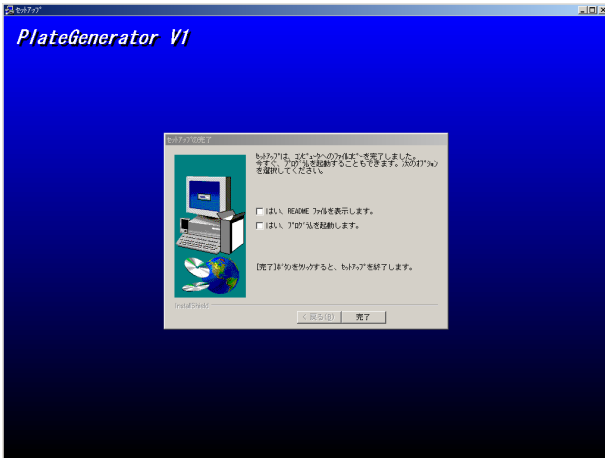 ｾｯﾄｱｯﾌﾟ
PlateGenerator V1
ｾｯﾄｱｯﾌﾟの完了
ｾｯﾄｱｯﾌﾟは、ｺﾝﾋﾟｭｰﾀへのﾌｧｲﾙｺﾋﾟｰを完了しました。
今すぐ、ﾌﾟﾛｸﾞﾗﾑを起動することもできます。次のｵﾌﾟｼｮﾝ
を選択してください。
はい、README ﾌｧｲﾙを表示します。
はい、ﾌﾟﾛｸﾞﾗﾑを起動します。
[完了]ﾎﾞﾀﾝをｸﾘｯｸすると、ｾｯﾄｱｯﾌﾟを終了します。
InstallShield
< 戻る(B)
完了